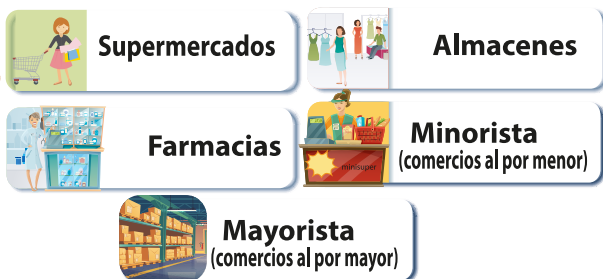 Supermercados
Almacenes
Farmacias
Minorista
(comercios al por menor)
minisuper
Mayorista
(comercios al por mayor)